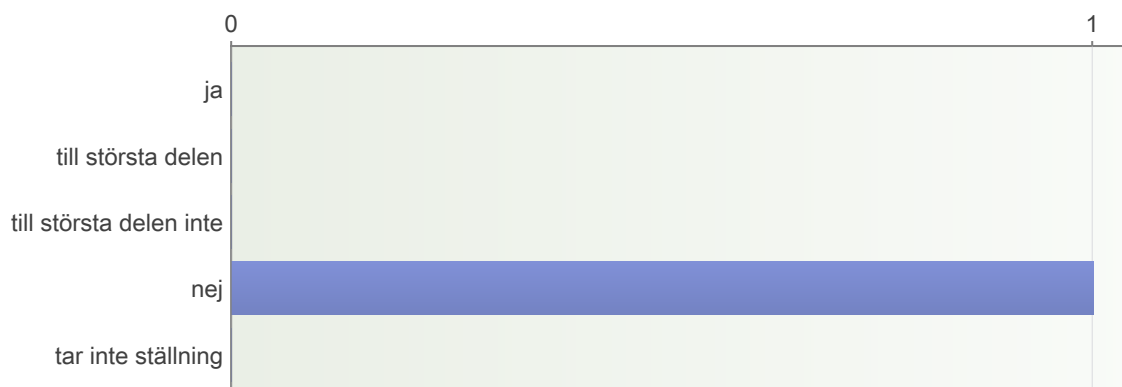 0 1
ja
till största delen
till största delen inte
nej
tar inte ställning